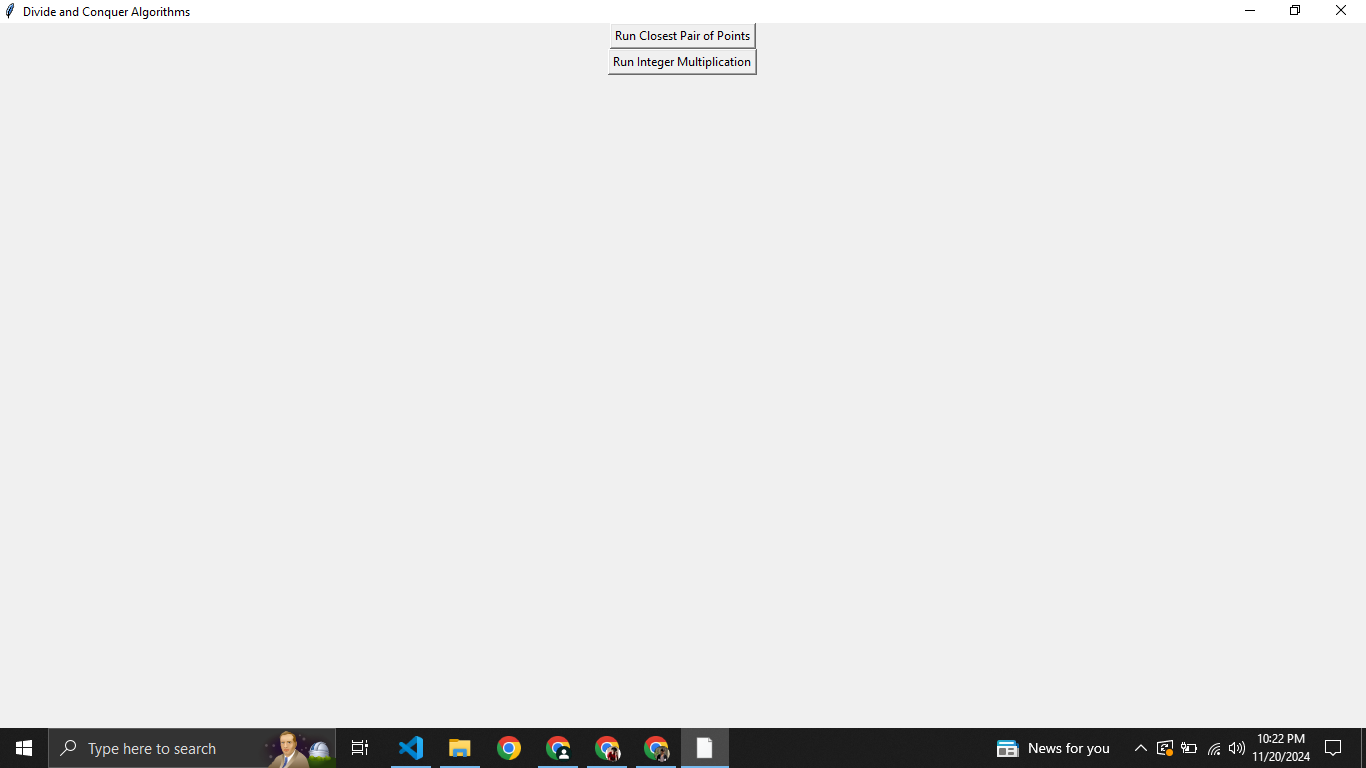 Divide and Conquer Algorithms
Run Closest Pair of Points
Run Integer Multiplication
Type here to search
News for you
10:22 PM
11/20/2024